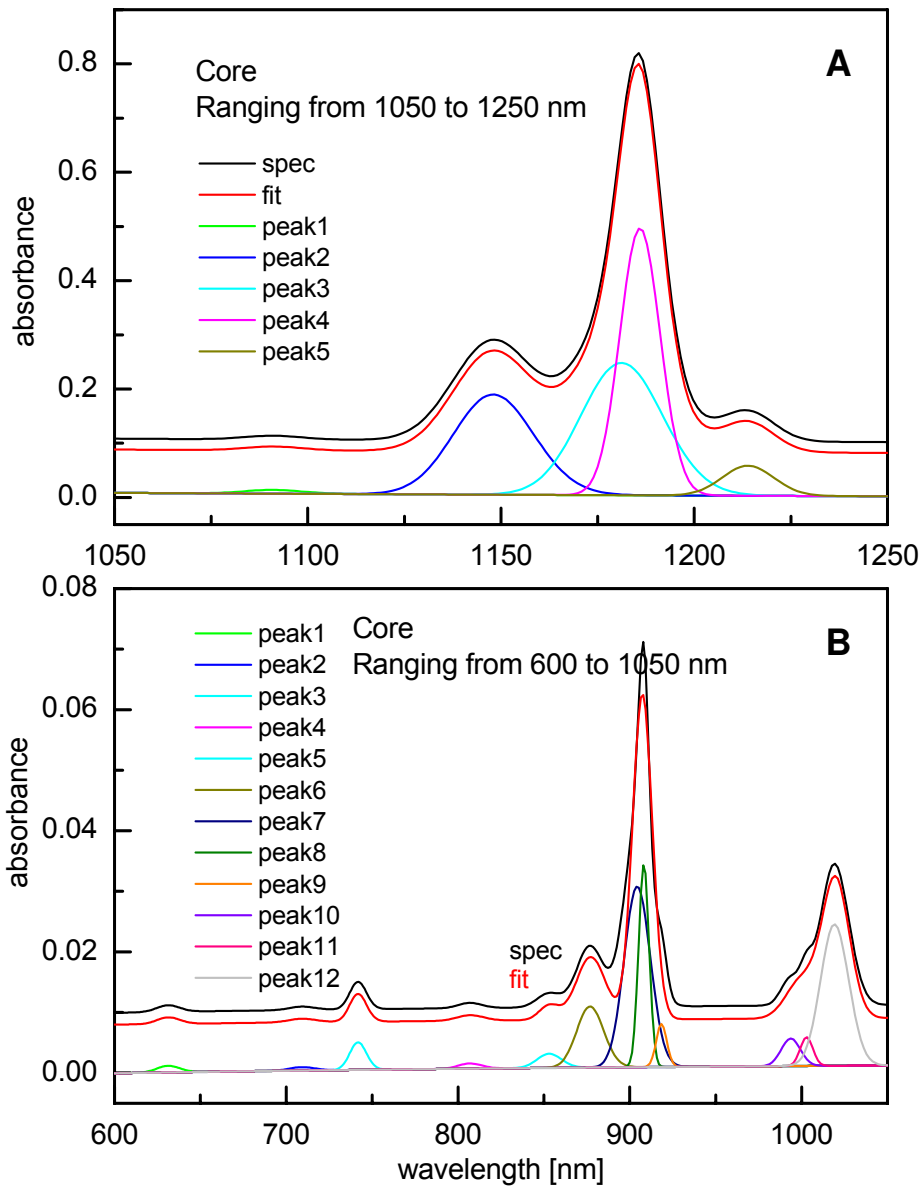 A
Core
Ranging from 1050 to 1250 nm
spec
fit
peak1
peak2
peak3
peak4
peak5
absorbance
0.8
0.6
0.4
0.2
0.0
1050
1100
1150
1200
1250
B
Core
Ranging from 600 to 1050 nm
peak1
peak2
peak3
peak4
peak5
peak6
peak7
peak8
peak9
peak10
peak11
peak12
spec
fit
absorbance
0.08
0.06
0.04
0.02
0.00
600
700
800
900
1000
wavelength [nm]